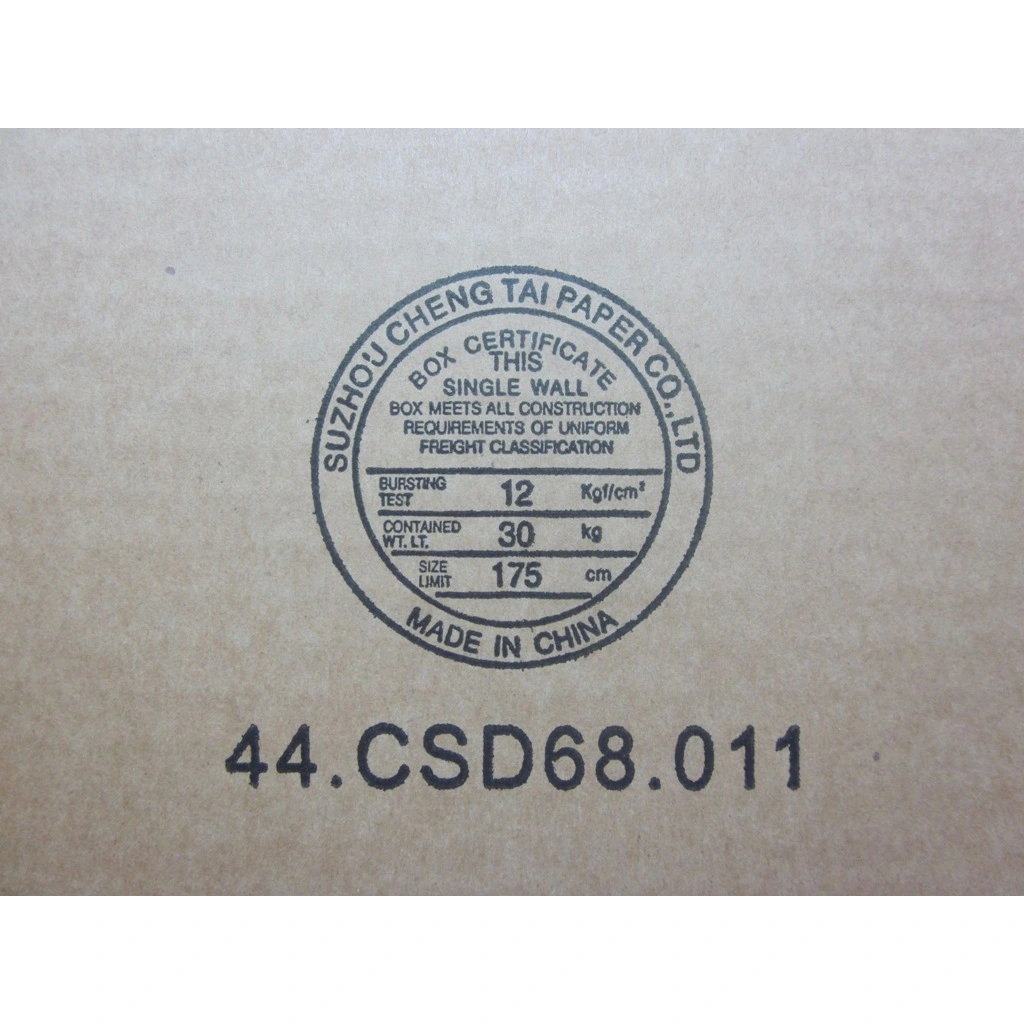 SUZHOU CHENG TAI PAPER CO.,LTD
BOX CERTIFICATE
THIS
SINGLE WALL
BOX MEETS ALL CONSTRUCTION
REQUIREMENTS OF UNIFORM
FREIGHT CLASSIFICATION
BURSTING TEST 12 Kgf/cm²
CONTAINED WT. LT. 30 kg
SIZE LIMIT 175 cm
MADE IN CHINA
44.CSD68.011